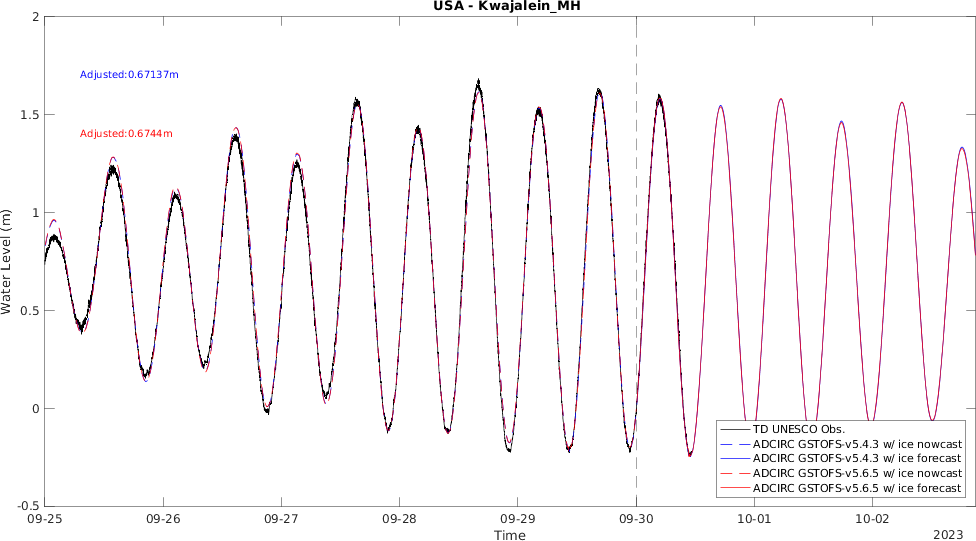 USA - Kwajalein_MH
2
Adjusted:0.67137m
1.5
Adjusted:0.6744m
1
Water Level (m)
0.5
0
TD UNESCO Obs.
ADCIRC GSTOFS-v5.4.3 w/ ice nowcast
ADCIRC GSTOFS-v5.4.3 w/ ice forecast
ADCIRC GSTOFS-v5.6.5 w/ ice nowcast
ADCIRC GSTOFS-v5.6.5 w/ ice forecast
-0.5
09-25 09-26 09-27 09-28 09-29 09-30 10-01 10-02
Time
2023